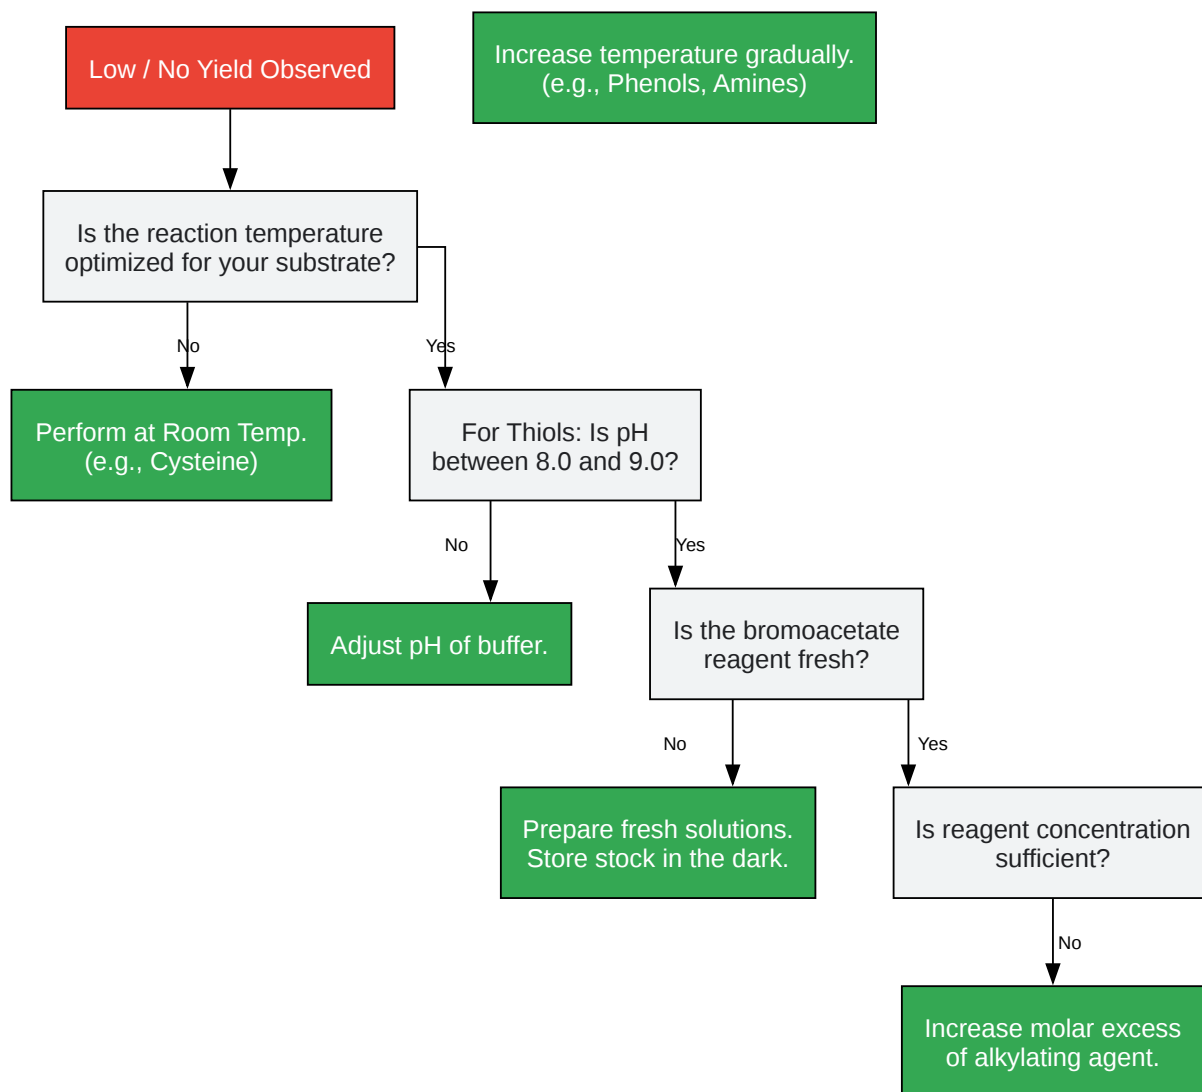 Low / No Yield Observed
Increase temperature gradually.
(e.g., Phenols, Amines)
Is the reaction temperature
optimized for your substrate?
No
Yes
Perform at Room Temp.
(e.g., Cysteine)
For Thiols: Is pH
between 8.0 and 9.0?
No
Yes
Adjust pH of buffer.
Is the bromoacetate
reagent fresh?
No
Yes
Prepare fresh solutions.
Store stock in the dark.
Is reagent concentration
sufficient?
No
Increase molar excess
of alkylating agent.